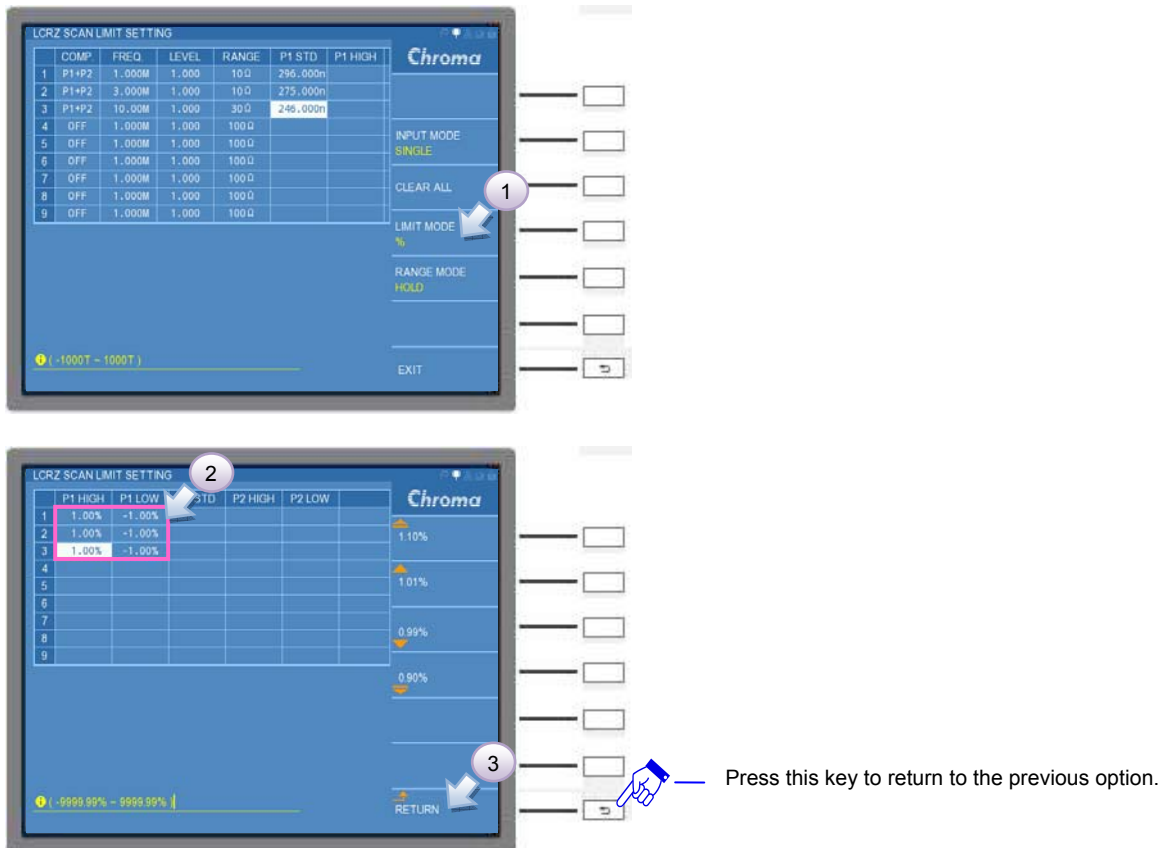 LCRZ SCAN LIMIT SETTING
Chroma
COMP. FREQ. LEVEL RANGE P1 STD P1 HIGH
1 P1+P2 1.000M 1.000 10Ω 296.000n
2 P1+P2 3.000M 1.000 10Ω 275.000n
3 P1+P2 10.00M 1.000 30Ω 246.000n
4 OFF 1.000M 1.000 100Ω
5 OFF 1.000M 1.000 100Ω
6 OFF 1.000M 1.000 100Ω
7 OFF 1.000M 1.000 100Ω
8 OFF 1.000M 1.000 100Ω
9 OFF 1.000M 1.000 100Ω
INPUT MODE
SINGLE
CLEAR ALL
1
LIMIT MODE
%
RANGE MODE
HOLD
( -1000T ~ 1000T )
EXIT
LCRZ SCAN LIMIT SETTING
2
Chroma
P1 HIGH P1 LOW STD P2 HIGH P2 LOW
1 1.00% -1.00%
2 1.00% -1.00%
3 1.00% -1.00%
4
5
6
7
8
9
1.10%
1.01%
0.99%
0.90%
3
( -9999.99% ~ 9999.99% )
RETURN
Press this key to return to the previous option.